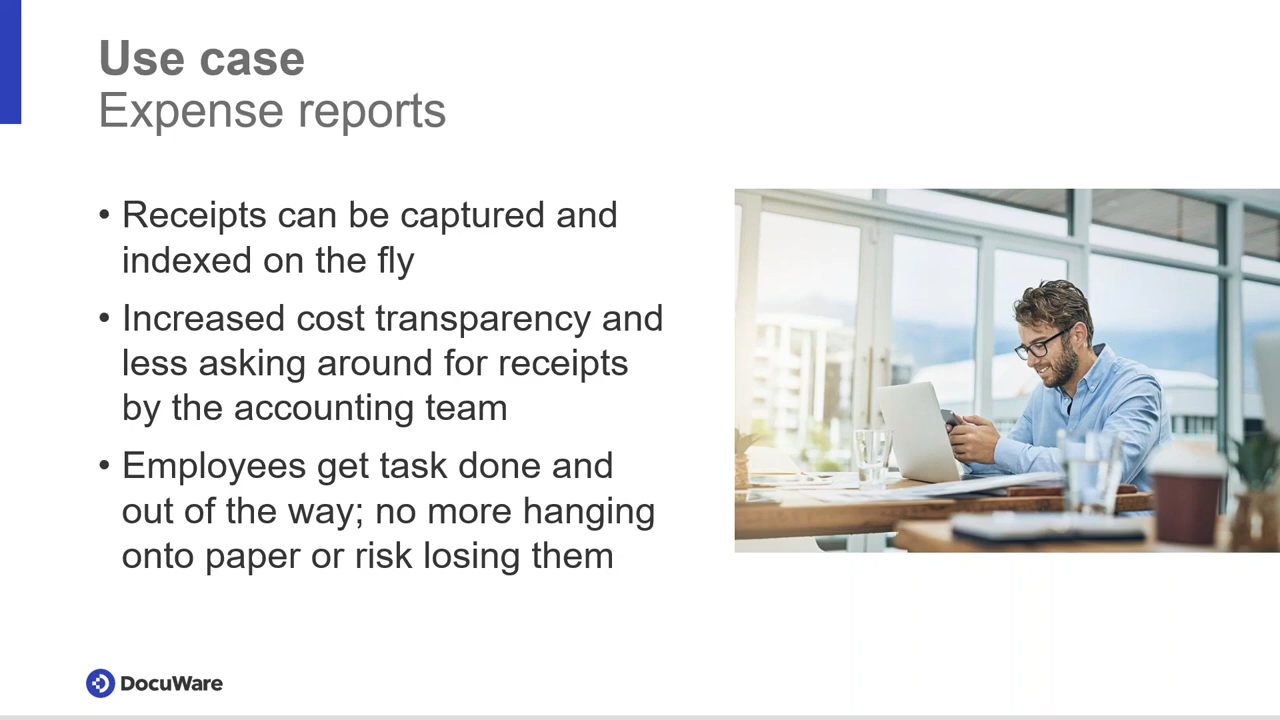 Use case
Expense reports
• Receipts can be captured and
indexed on the fly
• Increased cost transparency and
less asking around for receipts
by the accounting team
• Employees get task done and
out of the way; no more hanging
onto paper or risk losing them
DocuWare